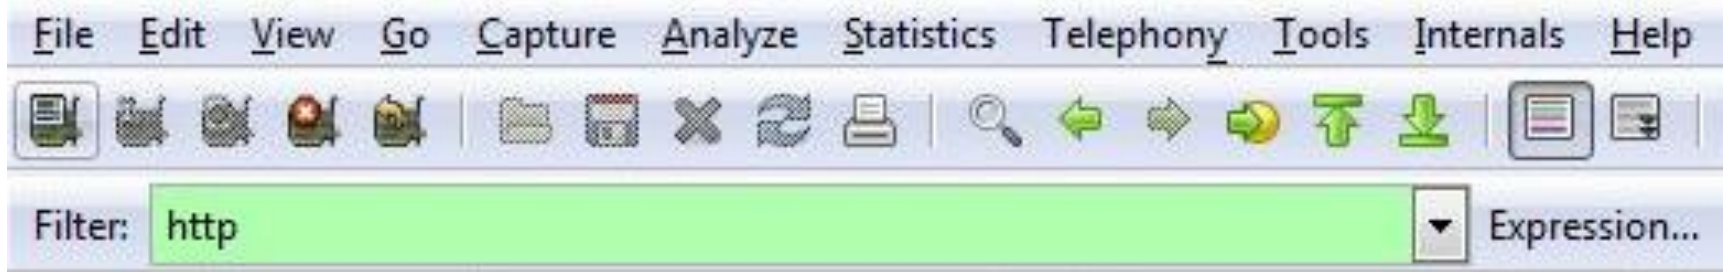 File Edit View Go Capture Analyze Statistics Telephony Tools Internals Help
Filter: http Expression...